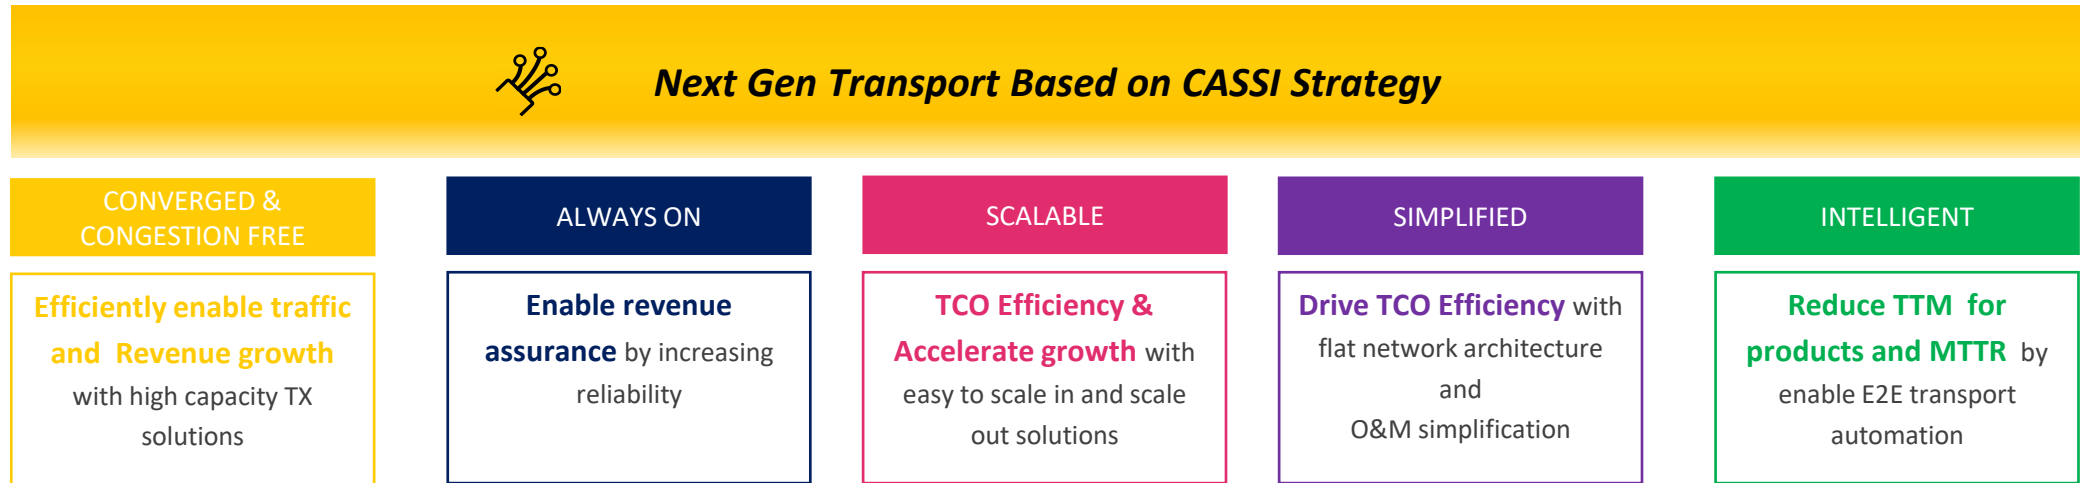 Next Gen Transport Based on CASSI Strategy
CONVERGED &
CONGESTION FREE
Efficiently enable traffic
and Revenue growth
with high capacity TX
solutions
ALWAYS ON
Enable revenue
assurance by increasing
reliability
SCALABLE
TCO Efficiency &
Accelerate growth with
easy to scale in and scale
out solutions
SIMPLIFIED
Drive TCO Efficiency with
flat network architecture
and
O&M simplification
INTELLIGENT
Reduce TTM for
products and MTTR by
enable E2E transport
automation